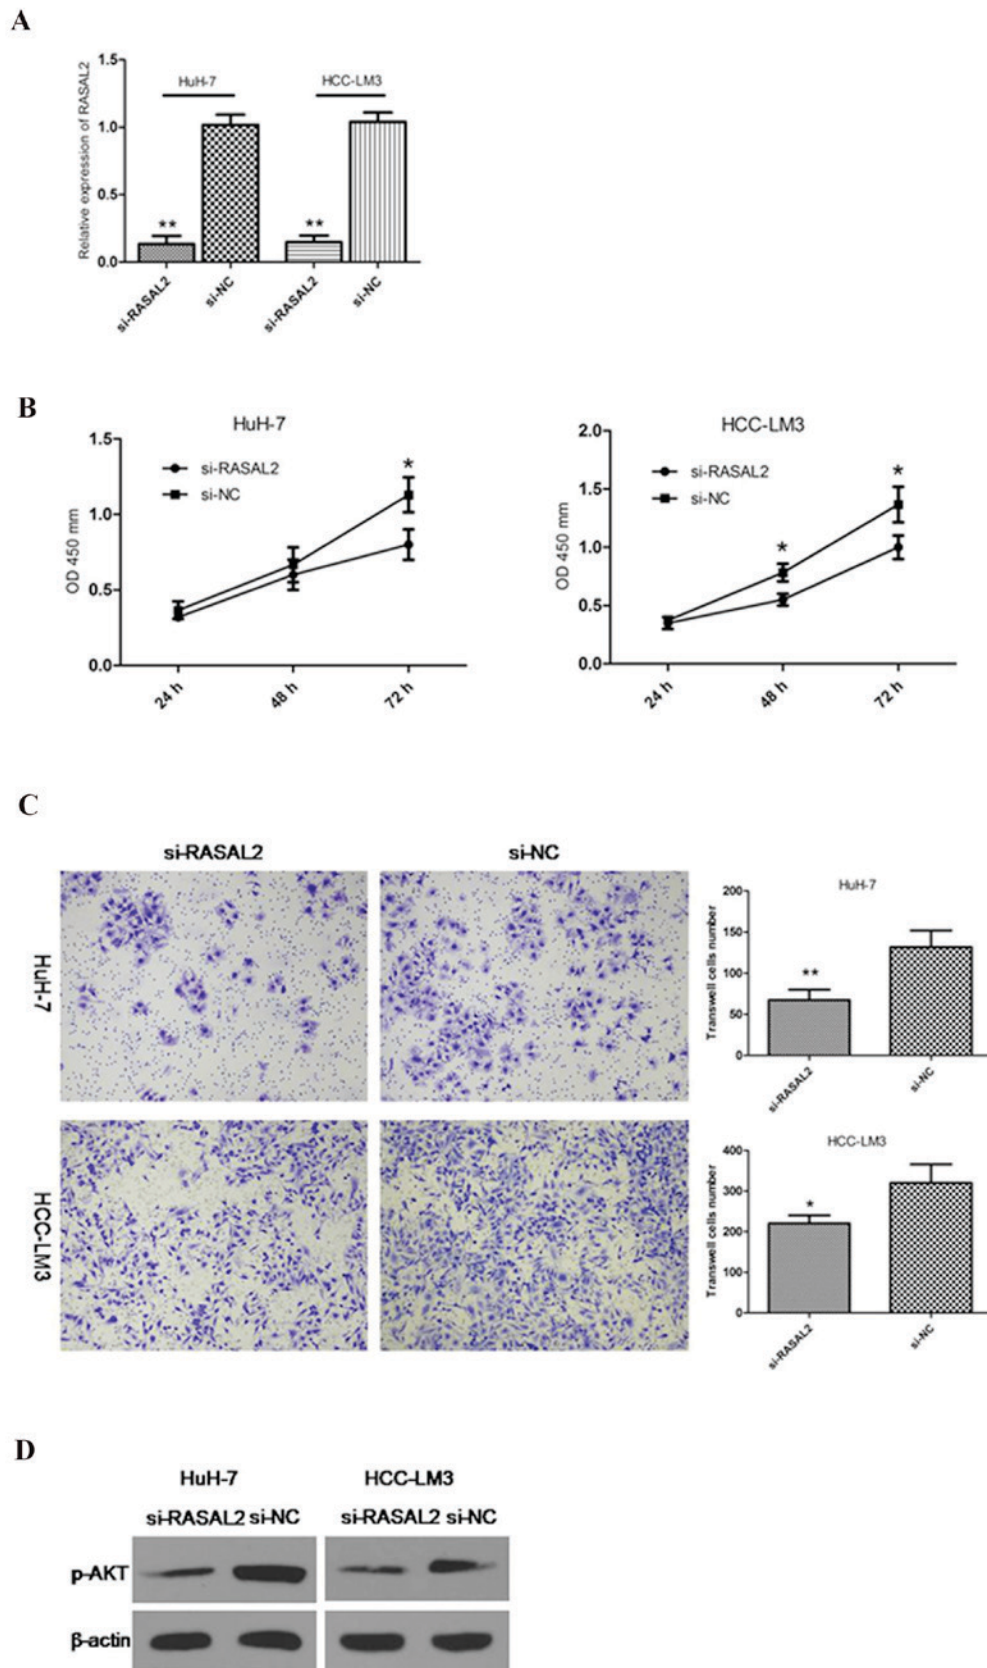 A
1.5
1.0
0.5
0.0
Relative expression of RASAL2
HuH-7
HCC-LM3
**
**
si-RASAL2
si-NC
si-RASAL2
si-NC
B
HuH-7
1.5
1.0
0.5
0.0
OD 450 mm
si-RASAL2
si-NC
*
24 h
48 h
72 h
HCC-LM3
2.0
1.5
1.0
0.5
0.0
OD 450 mm
si-RASAL2
si-NC
*
*
24 h
48 h
72 h
C
si-RASAL2
si-NC
HuH-7
HCC-LM3
HuH-7
200
150
100
50
0
Transwell cells number
**
si-RASAL2
si-NC
HCC-LM3
400
300
200
100
0
Transwell cells number
*
si-RASAL2
si-NC
D
HuH-7
HCC-LM3
si-RASAL2 si-NC
si-RASAL2 si-NC
p-AKT
β-actin